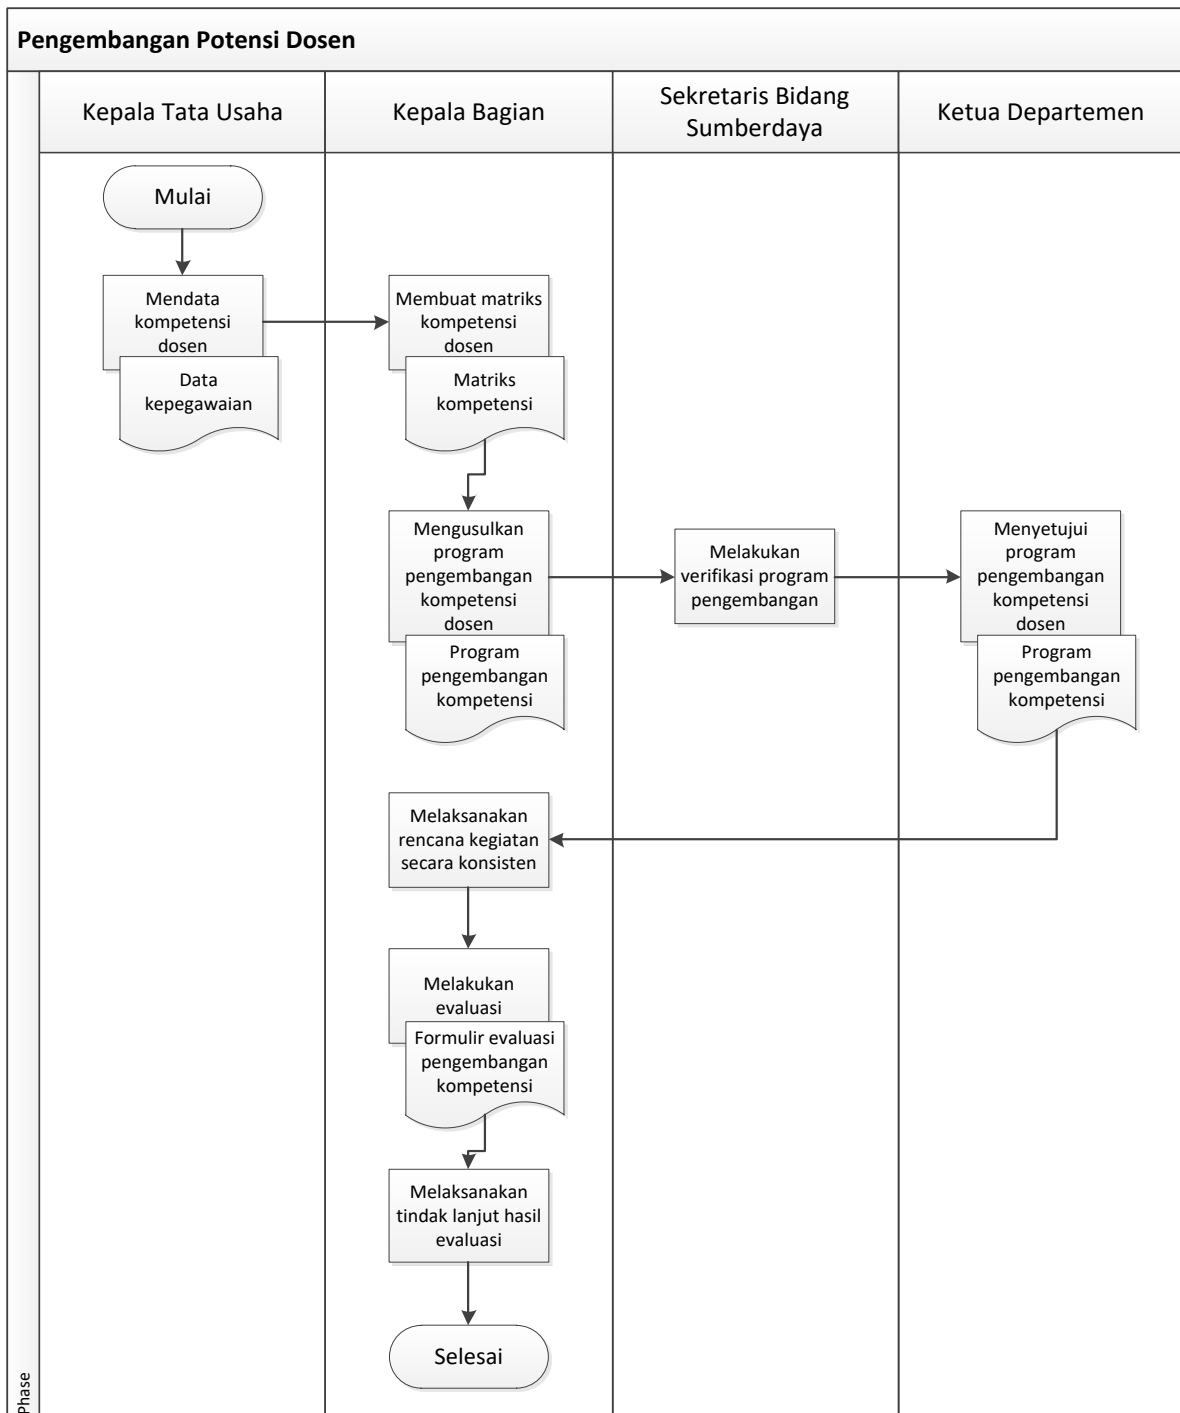 Pengembangan Potensi Dosen
Kepala Tata Usaha
Kepala Bagian
Sekretaris Bidang
Sumberdaya
Ketua Departemen
Mulai
Mendata
kompetensi
dosen
Data
kepegawaian
Membuat matriks
kompetensi
dosen
Matriks
kompetensi
Mengusulkan
program
pengembangan
kompetensi
dosen
Program
pengembangan
kompetensi
Melakukan
verifikasi program
pengembangan
Menyetujui
program
pengembangan
kompetensi
dosen
Program
pengembangan
kompetensi
Melaksanakan
rencana kegiatan
secara konsisten
Melakukan
evaluasi
Formulir evaluasi
pengembangan
kompetensi
Melaksanakan
tindak lanjut hasil
evaluasi
Selesai
Phase